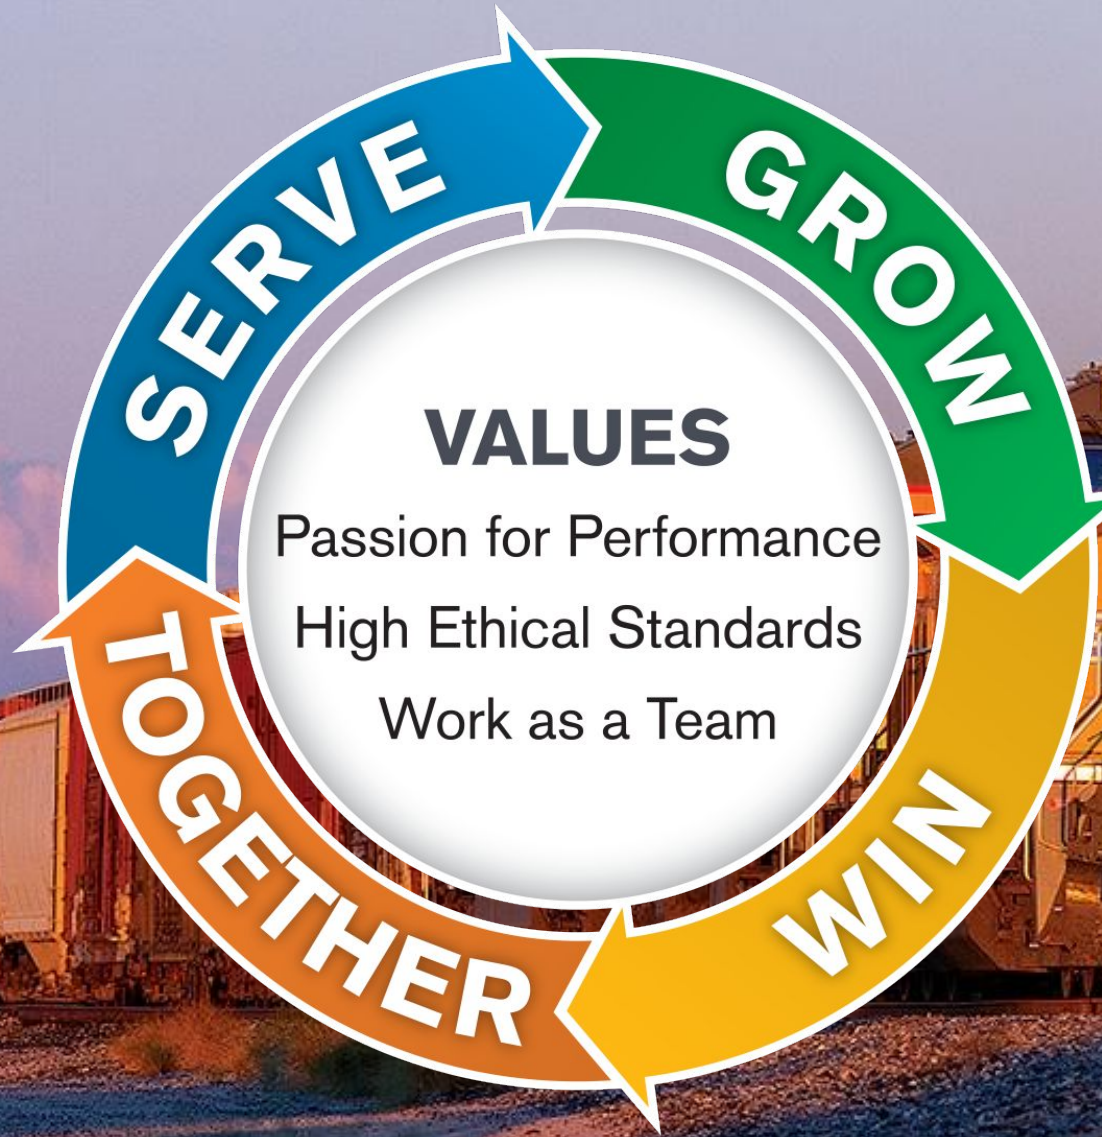 SERVE
GROW
WIN
TOGETHER
VALUES
Passion for Performance
High Ethical Standards
Work as a Team